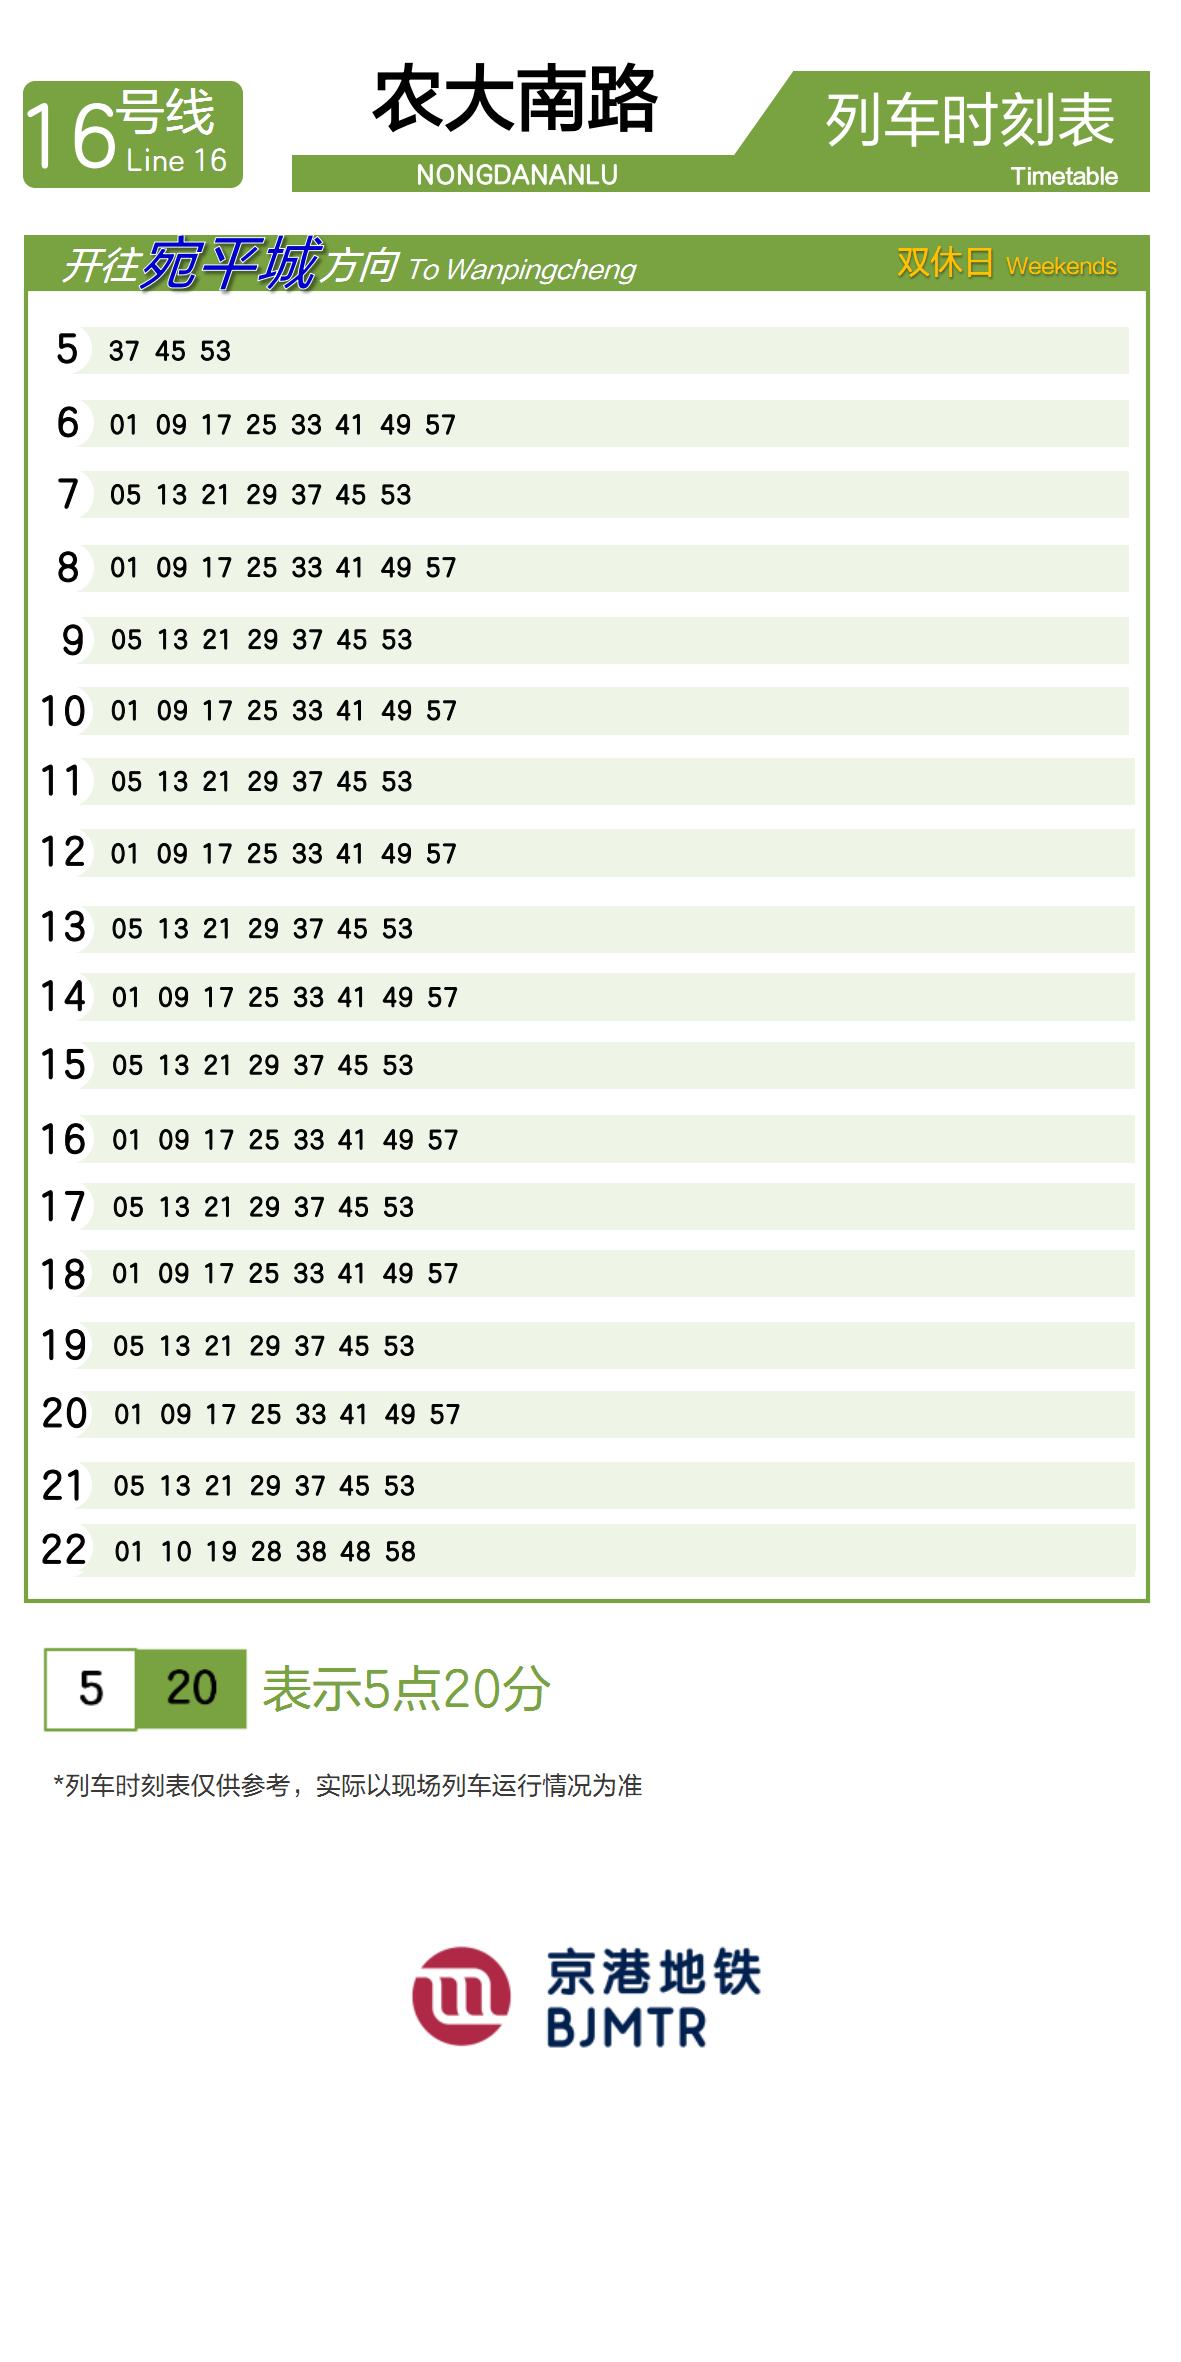 16号线
Line 16
农大南路
NONGDANANLU
列车时刻表
Timetable
开往宛平城方向 To Wanpingcheng
双休日 Weekends
5 37 45 53
6 01 09 17 25 33 41 49 57
7 05 13 21 29 37 45 53
8 01 09 17 25 33 41 49 57
9 05 13 21 29 37 45 53
10 01 09 17 25 33 41 49 57
11 05 13 21 29 37 45 53
12 01 09 17 25 33 41 49 57
13 05 13 21 29 37 45 53
14 01 09 17 25 33 41 49 57
15 05 13 21 29 37 45 53
16 01 09 17 25 33 41 49 57
17 05 13 21 29 37 45 53
18 01 09 17 25 33 41 49 57
19 05 13 21 29 37 45 53
20 01 09 17 25 33 41 49 57
21 05 13 21 29 37 45 53
22 01 10 19 28 38 48 58
5 20 表示5点20分
*列车时刻表仅供参考，实际以现场列车运行情况为准
京港地铁
BJMTR